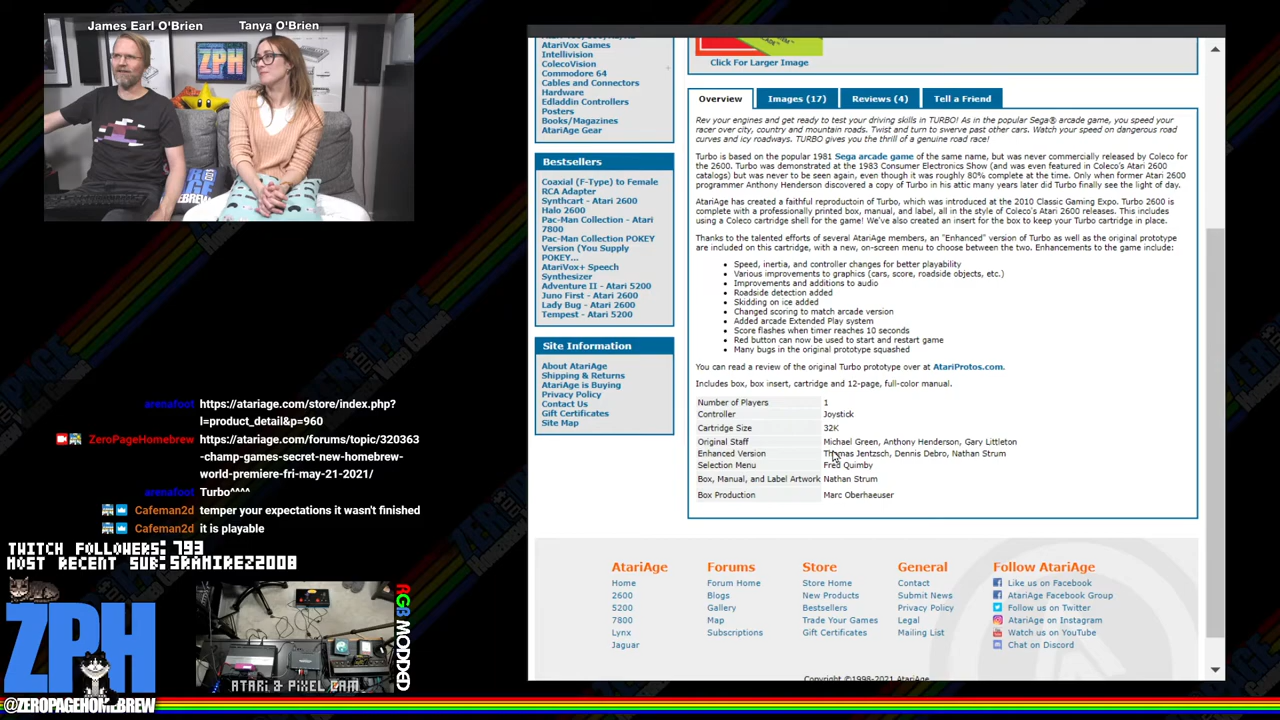 James Earl O'Brien
Tanya O'Brien
ZPH
AtariVox Games
Intellivision
ColecoVision
Commodore 64
Cables and Connectors
Hardware
Edladdin Controllers
Posters
Books/Magazines
AtariAge Gear
Bestsellers
Coaxial (F-Type) to Female
RCA Adapter
Synthcart - Atari 2600
Halo 2600
Pac-Man Collection - Atari
7800
Pac-Man Collection POKEY
Version (You Supply
POKEY...
AtariVox+ Speech
Synthesizer
Adventure II - Atari 5200
Juno First - Atari 2600
Lady Bug - Atari 2600
Tempest - Atari 5200
Site Information
About AtariAge
Shipping & Returns
AtariAge is Buying
Privacy Policy
Contact Us
Gift Certificates
Site Map
Click For Larger Image
Overview
Images (17)
Reviews (4)
Tell a Friend
Rev your engines and get ready to test your driving skills in TURBO! As in the popular Sega® arcade game, you speed your
racer over city, country and mountain roads. Twist and turn to swerve past other cars. Watch your speed on dangerous road
curves and icy roadways. TURBO gives you the thrill of a genuine road race!
Turbo is based on the popular 1981 Sega arcade game of the same name, but was never commercially released by Coleco for
the 2600. Turbo was demonstrated at the 1983 Consumer Electronics Show (and was even featured in Coleco's Atari 2600
catalogs) but was never to be seen again, even though it was roughly 80% complete at the time. Only when former Atari 2600
programmer Anthony Henderson discovered a copy of Turbo in his attic many years later did Turbo finally see the light of day.
AtariAge has created a faithful reproductoin of Turbo, which was introduced at the 2010 Classic Gaming Expo. Turbo 2600 is
complete with a professionally printed box, manual, and label, all in the style of Coleco's Atari 2600 releases. This includes
using a Coleco cartridge shell for the game! We've also created an insert for the box to keep your Turbo cartridge in place.
Thanks to the talented efforts of several AtariAge members, an "Enhanced" version of Turbo as well as the original prototype
are included on this cartridge, with a new, on-screen menu to choose between the two. Enhancements to the game include:
Speed, inertia, and controller changes for better playability
Various improvements to graphics (cars, score, roadside objects, etc.)
Improvements and additions to audio
Roadside detection added
Skidding on ice added
Changed scoring to match arcade version
Added arcade Extended Play system
Score flashes when timer reaches 10 seconds
Red button can now be used to start and restart game
Many bugs in the original prototype squashed
You can read a review of the original Turbo prototype over at AtariProtos.com.
Includes box, box insert, cartridge and 12-page, full-color manual.
Number of Players 1
Controller Joystick
Cartridge Size 32K
Original Staff Michael Green, Anthony Henderson, Gary Littleton
Enhanced Version Thomas Jentzsch, Dennis Debro, Nathan Strum
Selection Menu Fred Quimby
Box, Manual, and Label Artwork Nathan Strum
Box Production Marc Oberhaeuser
arenafoot https://atariage.com/store/index.php?
l=product_detail&p=960
ZeroPageHomebrew https://atariage.com/forums/topic/320363
-champ-games-secret-new-homebrew-
world-premiere-fri-may-21-2021/
arenafoot Turbo^^^^
Cafeman2d temper your expectations it wasn't finished
Cafeman2d it is playable
TWITCH FOLLOWERS: 793
MOST RECENT SUB: SRAMIREZ2008
ZPH
RGB MODDED
ATARI & PIXEL CAM
@ZEROPAGEHOMEBREW
AtariAge
Home
2600
5200
7800
Lynx
Jaguar
Forums
Forum Home
Blogs
Gallery
Map
Subscriptions
Store
Store Home
New Products
Bestsellers
Trade Your Games
Gift Certificates
General
Contact
Submit News
Privacy Policy
Legal
Mailing List
Follow AtariAge
Like us on Facebook
AtariAge Facebook Group
Follow us on Twitter
AtariAge on Instagram
Watch us on YouTube
Chat on Discord
Copyright ©1998-2021 AtariAge